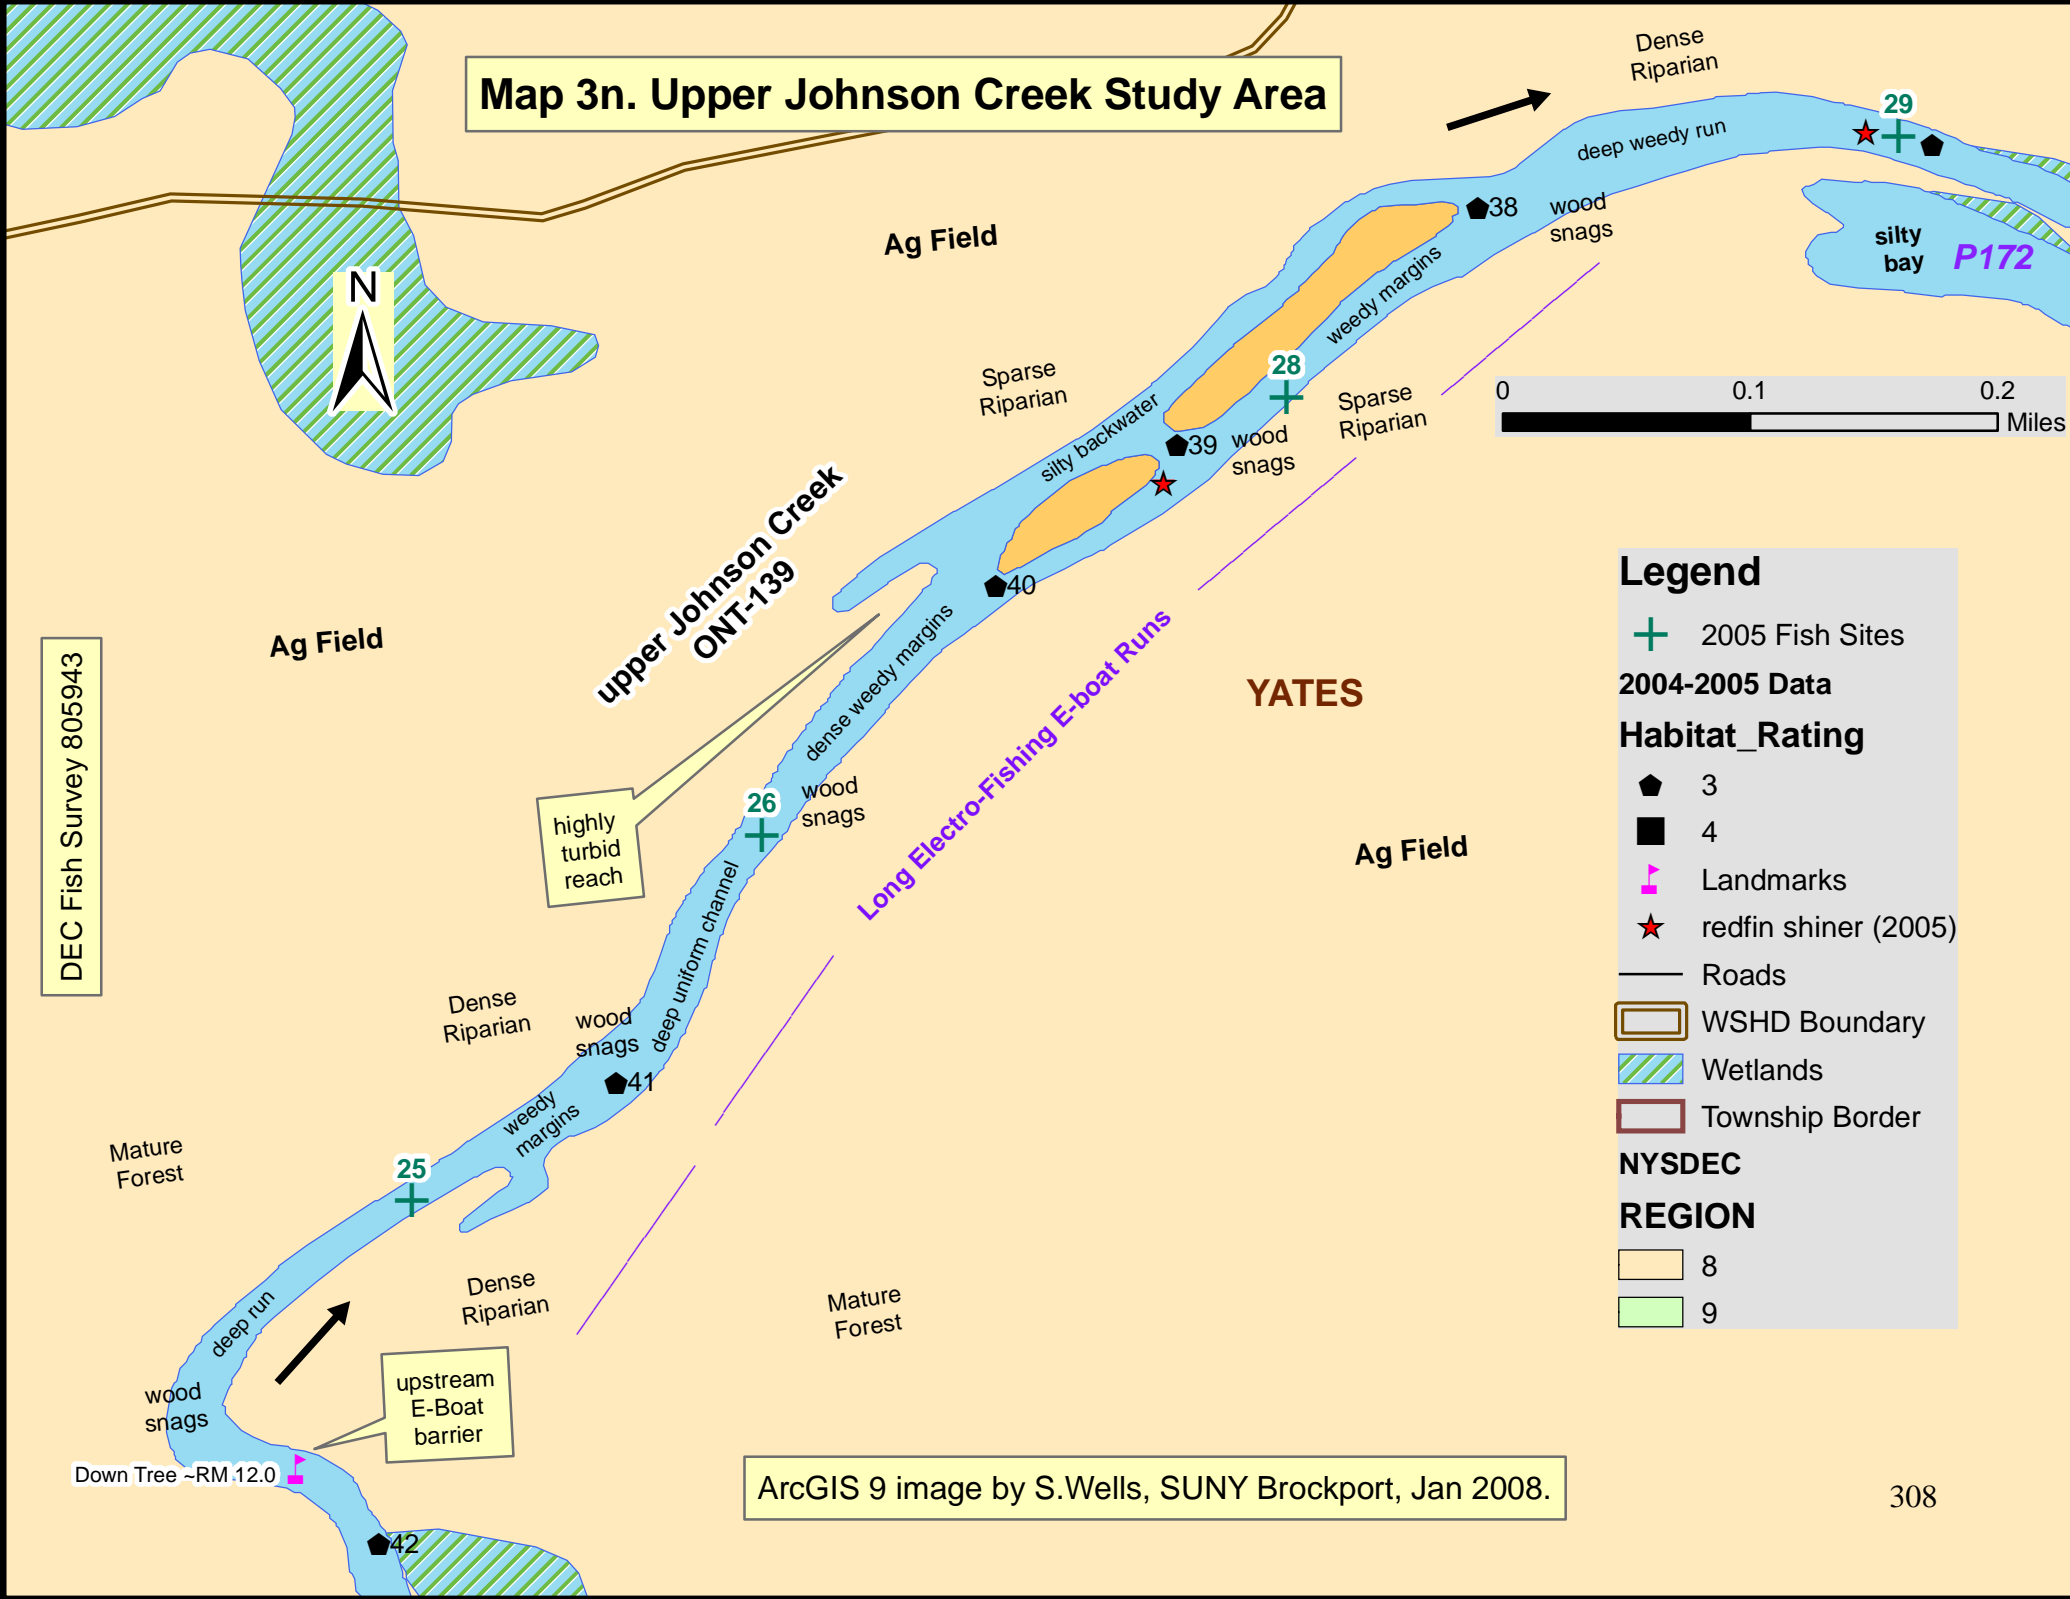 Map 3n. Upper Johnson Creek Study Area
Dense
Riparian
29
deep weedy run
38
wood
snags
silty
bay
P172
Ag Field
N
weedy margins
28
Sparse
Riparian
Sparse
Riparian
0 0.1 0.2
Miles
silty backwater
39
wood
snags
upper Johnson Creek
ONT-139
40
Ag Field
DEC Fish Survey 805943
dense weedy margins
Long Electro-Fishing E-boat Runs
YATES
highly
turbid
reach
26
wood
snags
Ag Field
deep uniform channel
Dense
Riparian
wood
snags
41
weedy
margins
Mature
Forest
25
Dense
Riparian
Mature
Forest
deep run
upstream
E-Boat
barrier
wood
snags
Down Tree ~RM 12.0
42
Legend
2005 Fish Sites
2004-2005 Data
Habitat_Rating
3
4
Landmarks
redfin shiner (2005)
Roads
WSHD Boundary
Wetlands
Township Border
NYSDEC
REGION
8
9
ArcGIS 9 image by S.Wells, SUNY Brockport, Jan 2008.
308